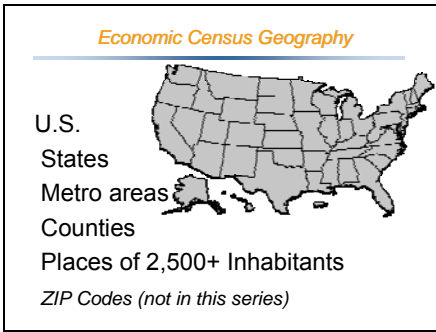 Economic Census Geography
U.S.
States
Metro areas
Counties
Places of 2,500+ Inhabitants
ZIP Codes (not in this series)